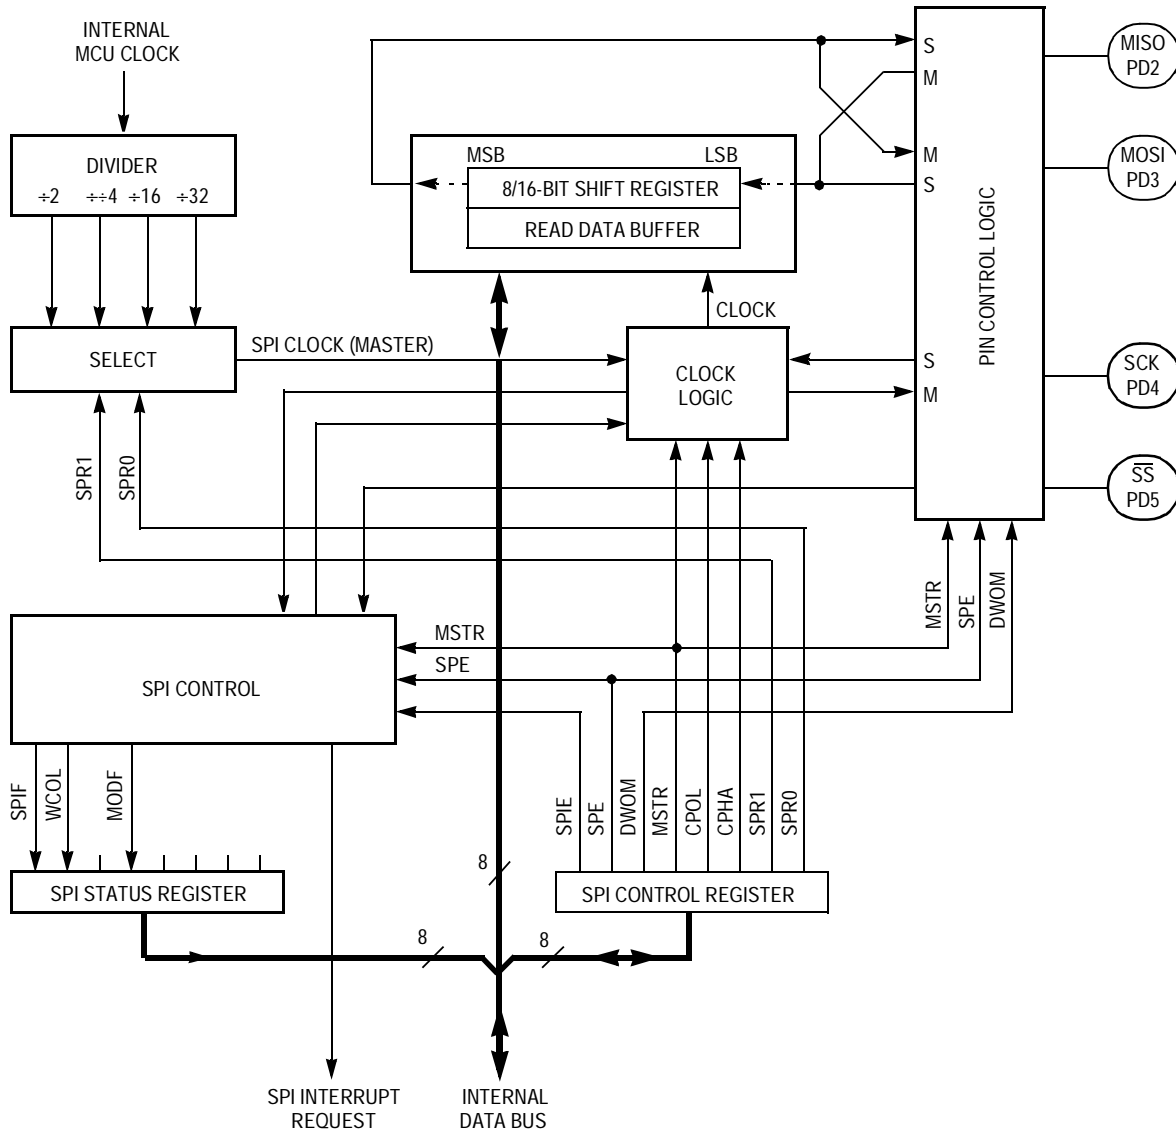 INTERNAL
MCU CLOCK
DIVIDER
÷2 ÷÷4 ÷16 ÷32
SELECT
SPI CLOCK (MASTER)
SPR1
SPR0
MSB LSB
8/16-BIT SHIFT REGISTER
READ DATA BUFFER
CLOCK
CLOCK
LOGIC
S
M
M
S
S
M
PIN CONTROL LOGIC
MISO
PD2
MOSI
PD3
SCK
PD4
SS
PD5
MSTR
SPE
DWOM
MSTR
SPE
SPI CONTROL
SPIF
WCOL
MODF
SPIE
SPE
DWOM
MSTR
CPOL
CPHA
SPR1
SPR0
8
SPI STATUS REGISTER
SPI CONTROL REGISTER
8
8
SPI INTERRUPT
REQUEST
INTERNAL
DATA BUS